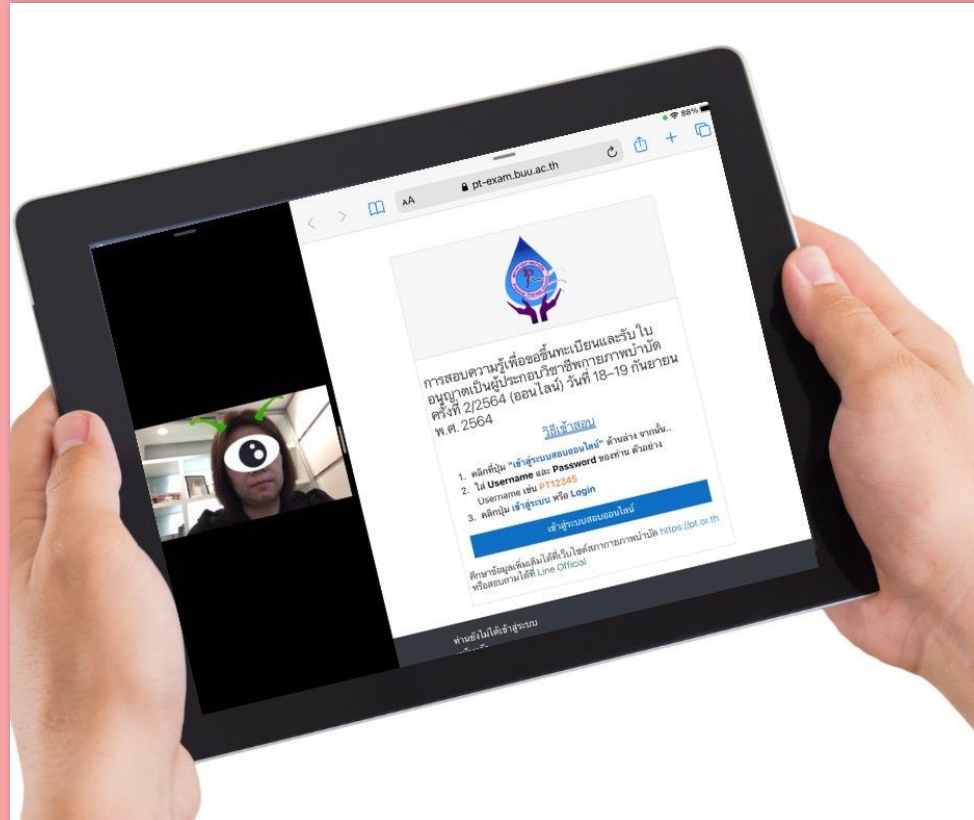 88%
AA
pt-exam.buu.ac.th
การสอบความรู้เพื่อขอขึ้นทะเบียนและรับใบ
อนุญาตเป็นผู้ประกอบวิชาชีพกายภาพบำบัด
ครั้งที่ 2/2564 (ออนไลน์) วันที่ 18-19 กันยายน
พ.ศ. 2564
วิธีเข้าสอบ
1. คลิกที่ปุ่ม "เข้าสู่ระบบสอบออนไลน์" ด้านล่าง จากนั้น..
2. ใส่ Username และ Password ของท่าน ตัวอย่าง
Username เช่น PT12345
3. คลิกปุ่ม เข้าสู่ระบบ หรือ Login
เข้าสู่ระบบสอบออนไลน์
ศึกษาข้อมูลเพิ่มเติมได้ที่เว็บไซต์สภากายภาพบำบัด https://pt.or.th
หรือสอบถามได้ที่ Line Official
ท่านยังไม่ได้เข้าสู่ระบบ